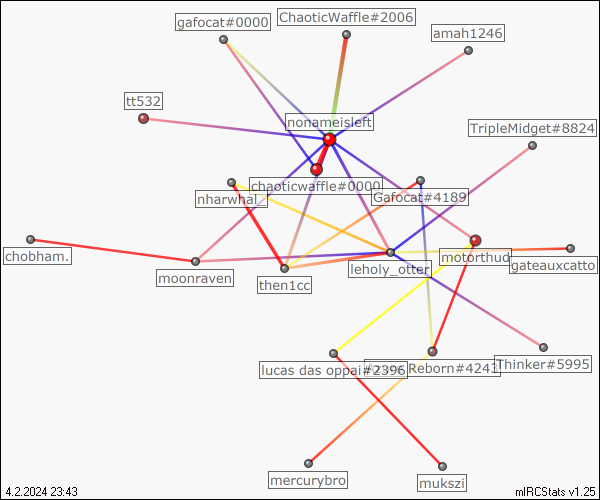 ChaoticWaffle#2006
gafocat#0000
amah1246
tt532
nonameisleft
TripleMidget#8824
chaoticwaffle#0000
nharwhal_
Gafocat#4189
chobham.
motorthud
moonraven
leholy_otter
gateauxcatto
then1cc
lucas das oppai#2396
Reborn#4243
Thinker#5995
mercurybro
mukszi
4.2.2024 23:43
mIRCStats v1.25